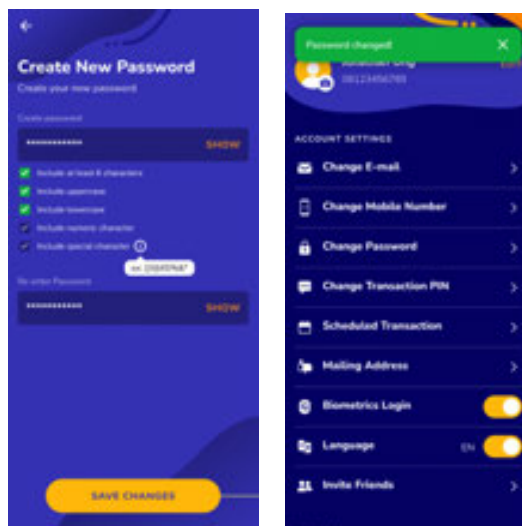 Create New Password
Create your new password
Create password
SHOW
Include at least 8 characters
Include uppercase
Include lowercase
Include numeric character
Include special character
Re-enter Password
SHOW
SAVE CHANGES
Password changed!
ACCOUNT SETTINGS
Change E-mail
Change Mobile Number
Change Password
Change Transaction PIN
Scheduled Transaction
Mailing Address
Biometrics Login
Language EN
Invite Friends